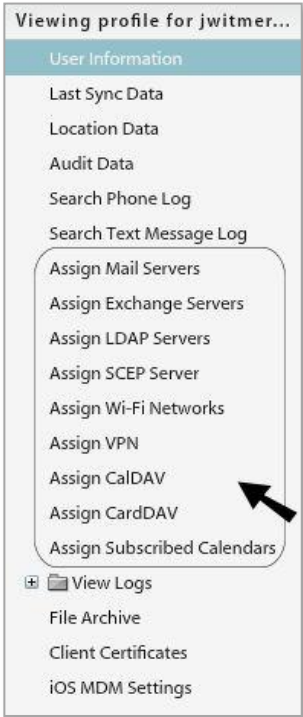 Viewing profile for jwitmer...
User Information
Last Sync Data
Location Data
Audit Data
Search Phone Log
Search Text Message Log
Assign Mail Servers
Assign Exchange Servers
Assign LDAP Servers
Assign SCEP Server
Assign Wi-Fi Networks
Assign VPN
Assign CalDAV
Assign CardDAV
Assign Subscribed Calendars
View Logs
File Archive
Client Certificates
iOS MDM Settings